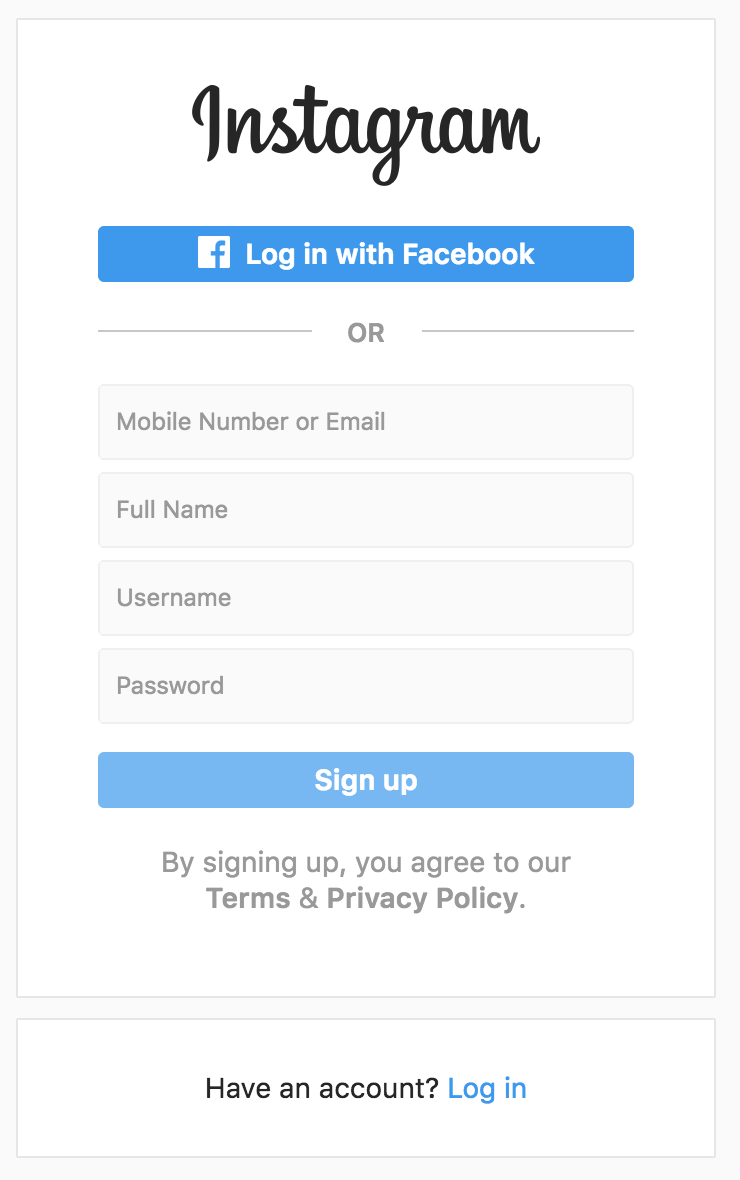 Instagram
Log in with Facebook
OR
Mobile Number or Email
Full Name
Username
Password
Sign up
By signing up, you agree to our
Terms & Privacy Policy.
Have an account? Log in